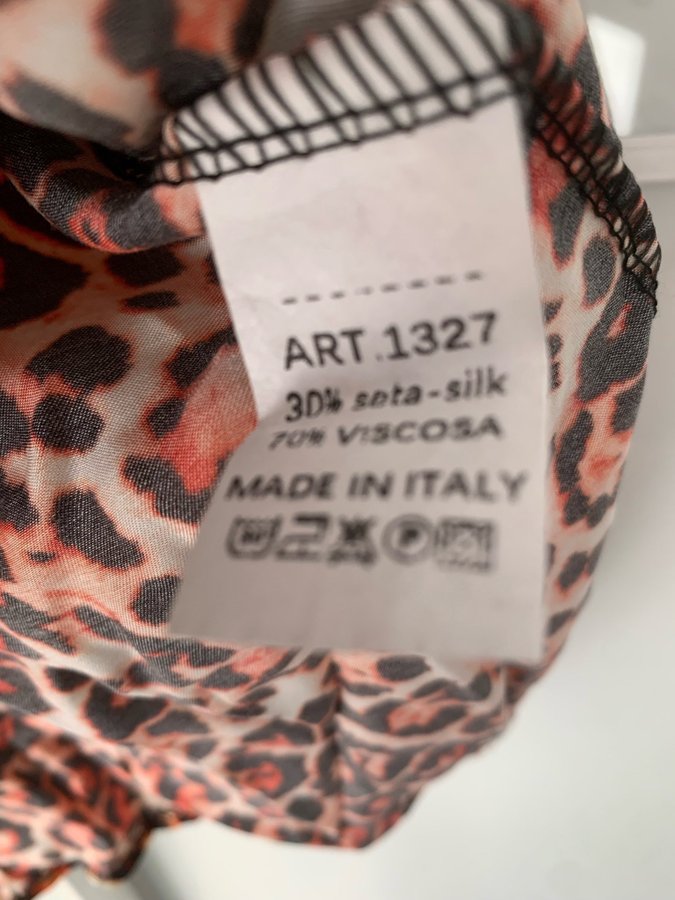 ART.1327
30% seta-silk
70% VISCOSA
MADE IN ITALY